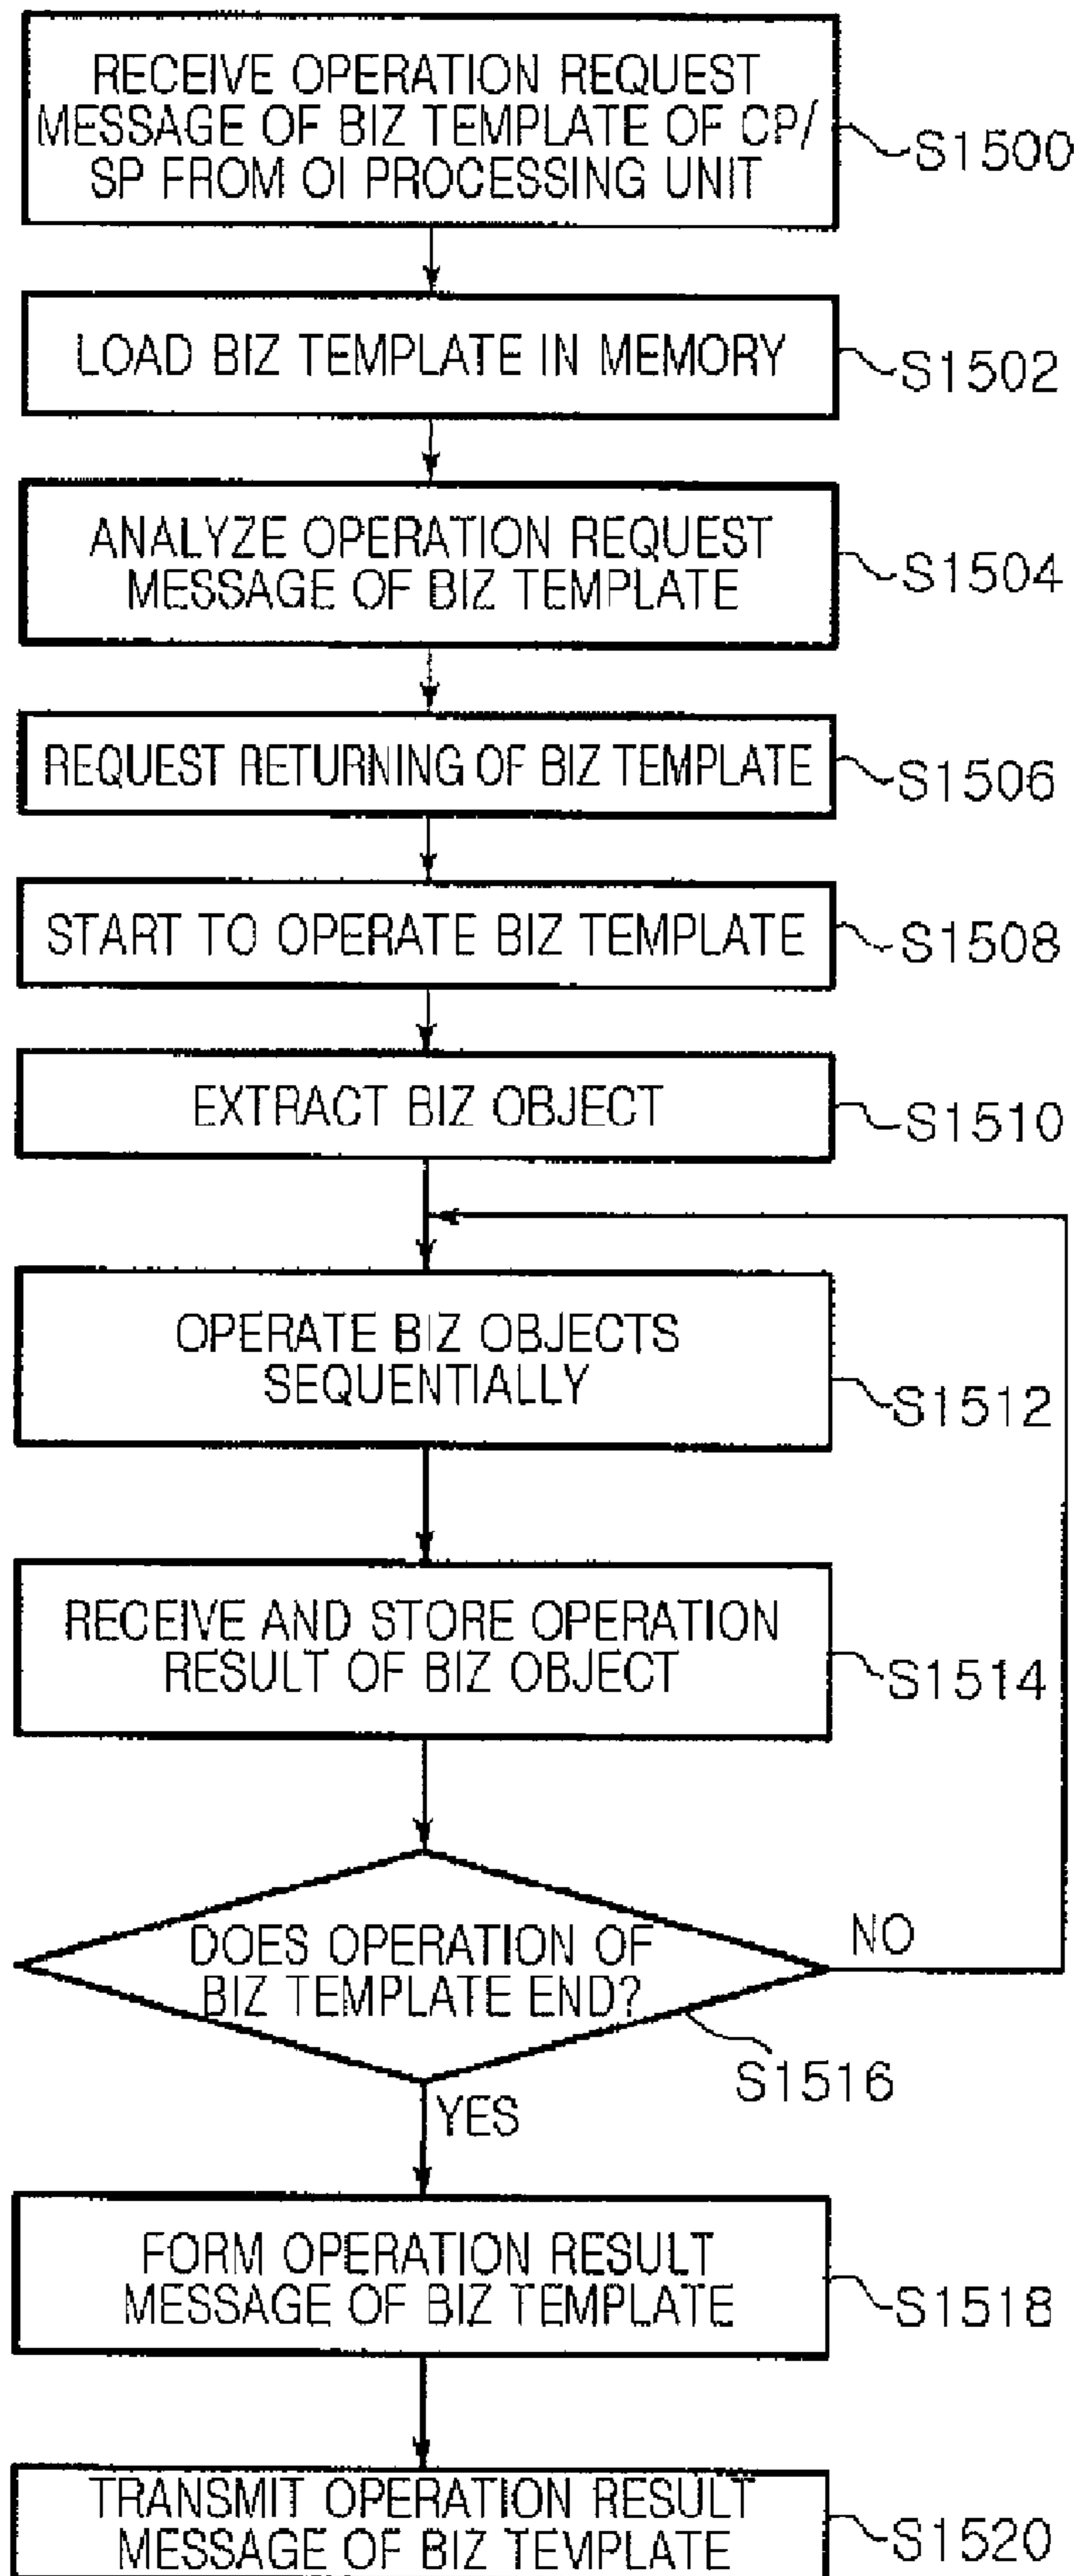 RECEIVE OPERATION REQUEST
MESSAGE OF BIZ TEMPLATE OF CP/
SP FROM OI PROCESSING UNIT
S1500
LOAD BIZ TEMPLATE IN MEMORY
S1502
ANALYZE OPERATION REQUEST
MESSAGE OF BIZ TEMPLATE
S1504
REQUEST RETURNING OF BIZ TEMPLATE
S1506
START TO OPERATE BIZ TEMPLATE
S1508
EXTRACT BIZ OBJECT
S1510
OPERATE BIZ OBJECTS
SEQUENTIALLY
S1512
RECEIVE AND STORE OPERATION
RESULT OF BIZ OBJECT
S1514
DOES OPERATION OF
BIZ TEMPLATE END?
NO
S1516
YES
FORM OPERATION RESULT
MESSAGE OF BIZ TEMPLATE
S1518
TRANSMIT OPERATION RESULT
MESSAGE OF BIZ TEMPLATE
S1520